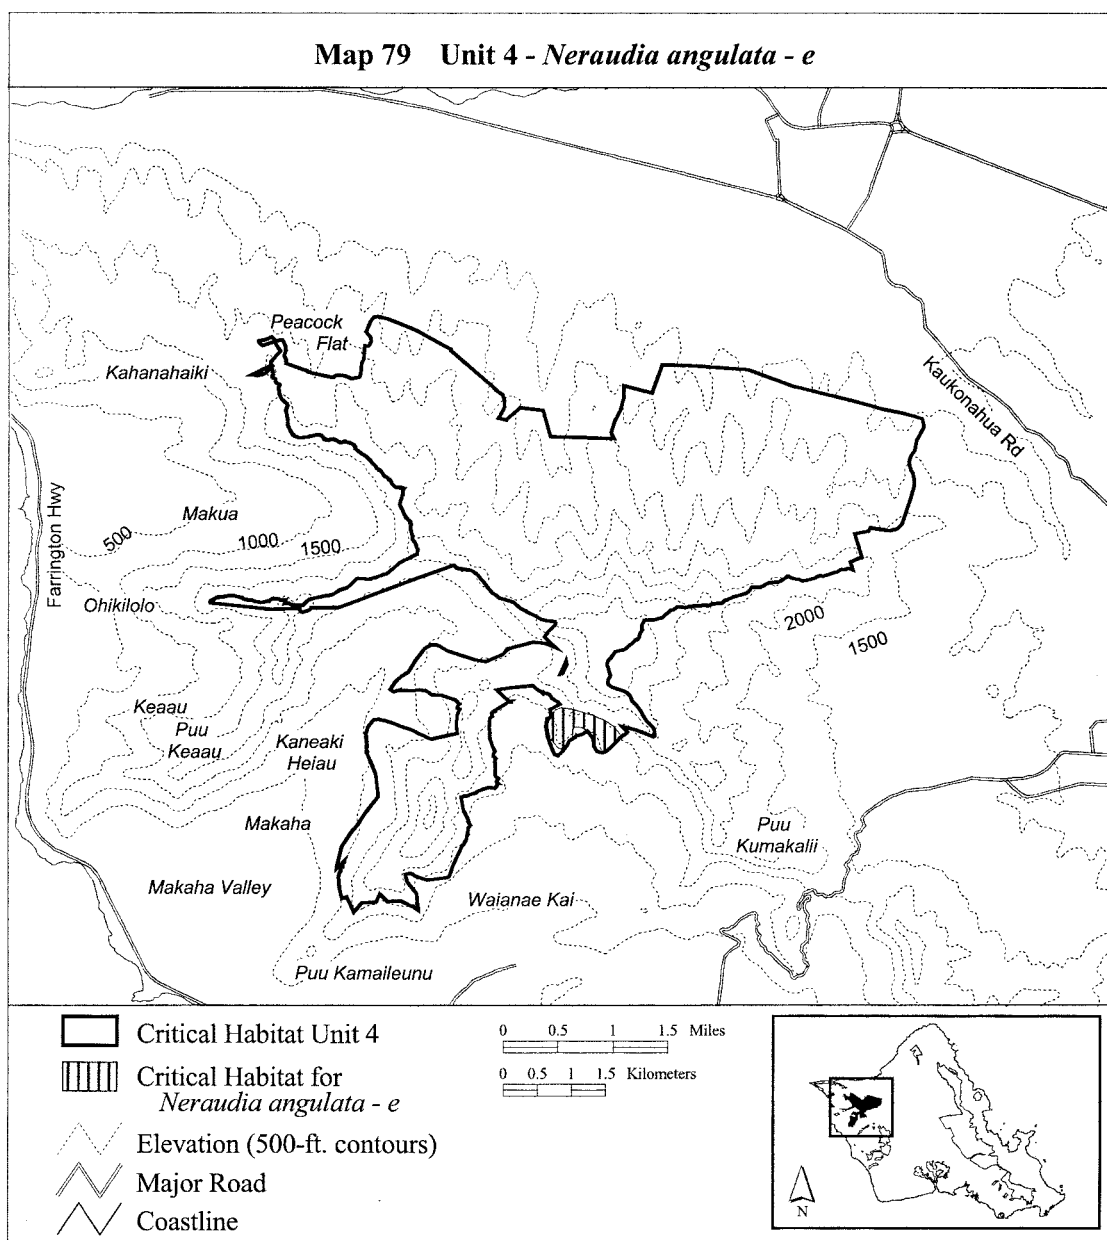 Map 79 Unit 4 - Neraudia angulata - e
Peacock
Flat
Kahanahaiki
Kaukonahua Rd
Farrington Hwy
Makua
500
1000
1500
Ohikilolo
2000
1500
Keaau
Puu
Keaau
Kaneaki
Heiau
Makaha
Puu
Kumakalii
Makaha Valley
Waianae Kai
Puu Kamaileunu
Critical Habitat Unit 4
Critical Habitat for
Neraudia angulata - e
Elevation (500-ft. contours)
Major Road
Coastline
0 0.5 1 1.5 Miles
0 0.5 1 1.5 Kilometers
N